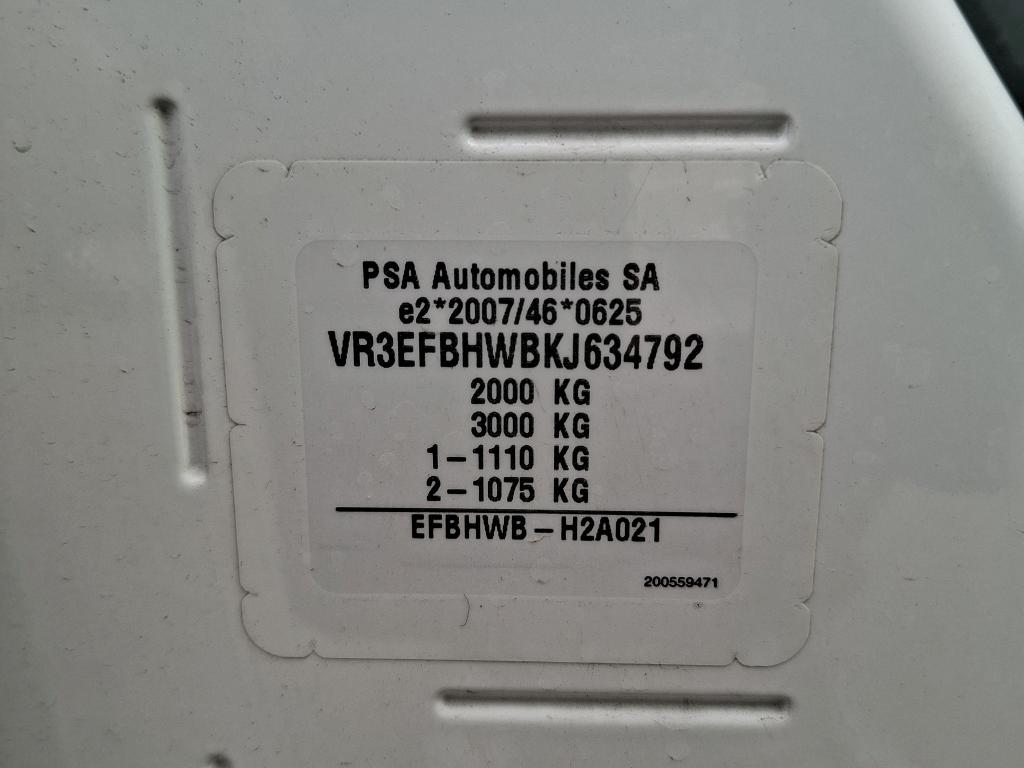 PSA Automobiles SA
e2*2007/46*0625
VR3EFBHWBKJ634792
2000 KG
3000 KG
1-1110 KG
2-1075 KG
EFBHWB-H2A021
200559471